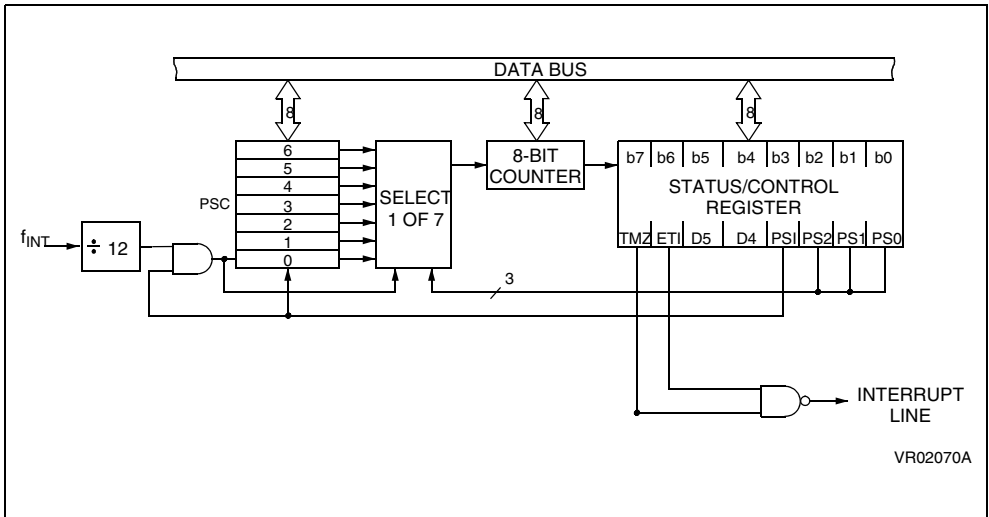 DATA BUS
8
8
8
6
5
4
3
2
1
0
PSC
SELECT
1 OF 7
8-BIT
COUNTER
b7 b6 b5 b4 b3 b2 b1 b0
STATUS/CONTROL
REGISTER
TMZ ETI D5 D4 PSI PS2 PS1 PS0
fINT
÷ 12
3
INTERRUPT
LINE
VR02070A